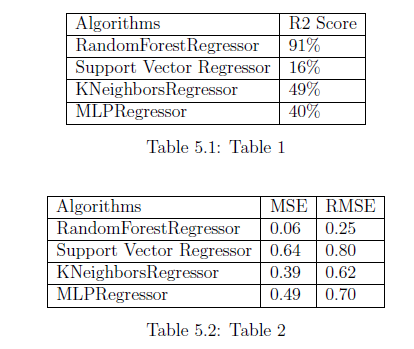 Algorithms R2 Score
RandomForestRegressor 91%
Support Vector Regressor 16%
KNeighborsRegressor 49%
MLPRegressor 40%
Table 5.1: Table 1
Algorithms MSE RMSE
RandomForestRegressor 0.06 0.25
Support Vector Regressor 0.64 0.80
KNeighborsRegressor 0.39 0.62
MLPRegressor 0.49 0.70
Table 5.2: Table 2